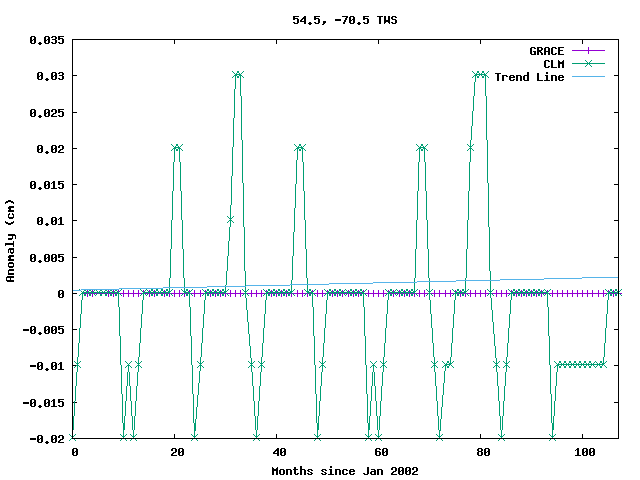 54.5, -70.5 TWS
GRACE
CLM
Trend Line
0.035
0.03
0.025
0.02
0.015
0.01
0.005
0
-0.005
-0.01
-0.015
-0.02
Anomaly (cm)
0 20 40 60 80 100
Months since Jan 2002